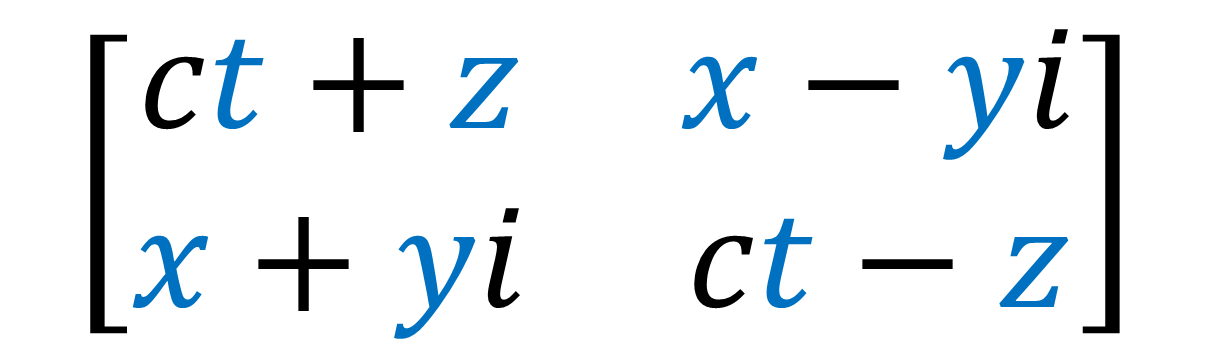 ct + z x − yi
x + yi ct − z